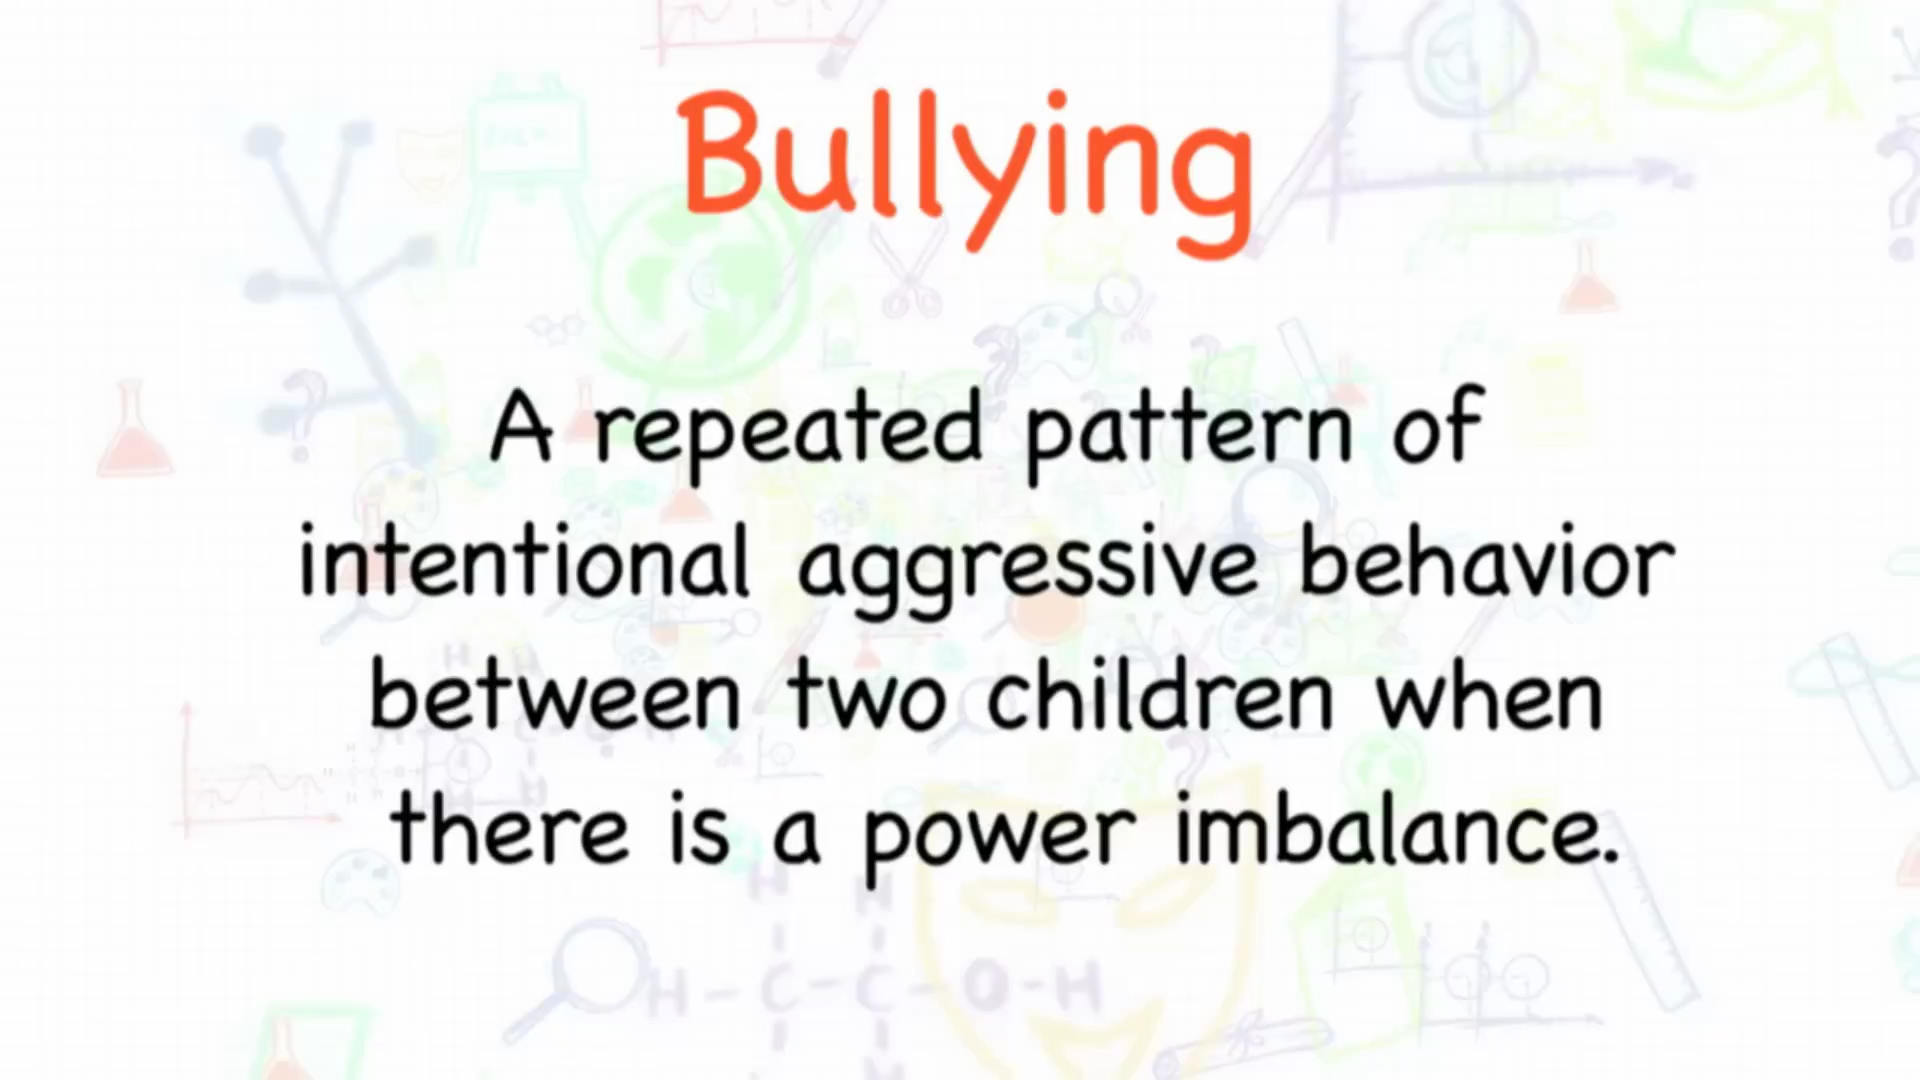 Bullying
A repeated pattern of
intentional aggressive behavior
between two children when
there is a power imbalance.
H H
H - C - C - O - H
H